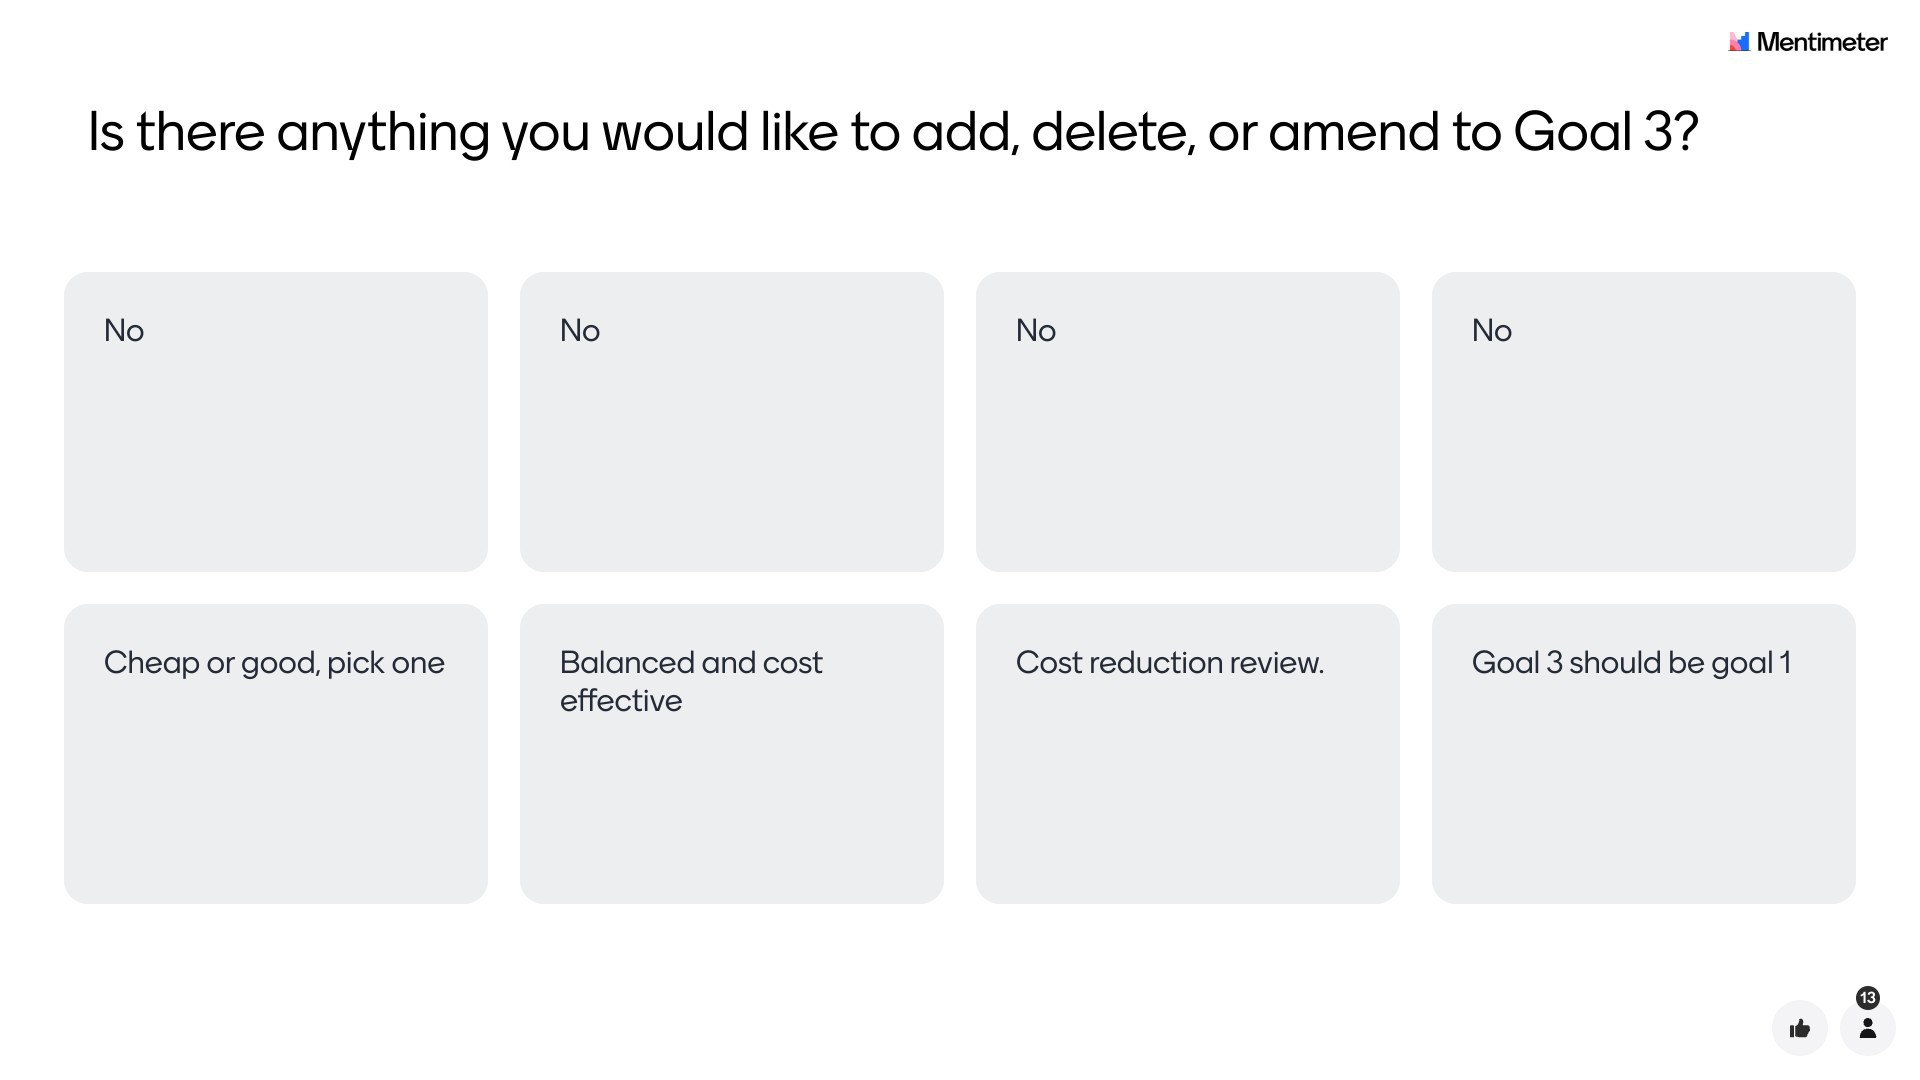 Mentimeter
Is there anything you would like to add, delete, or amend to Goal 3?
No
No
No
No
Cheap or good, pick one
Balanced and cost
effective
Cost reduction review.
Goal 3 should be goal 1
13